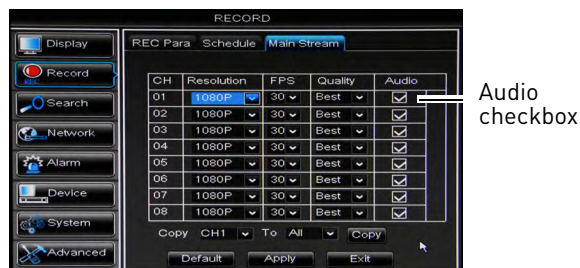 RECORD
Display
Record
REC
Search
Network
Alarm
Device
System
Advanced
REC Para Schedule Main Stream
CH Resolution FPS Quality Audio
01 1080P 30 Best
02 1080P 30 Best
03 1080P 30 Best
04 1080P 30 Best
05 1080P 30 Best
06 1080P 30 Best
07 1080P 30 Best
08 1080P 30 Best
Copy CH1 To All Copy
Default Apply Exit
Audio
checkbox